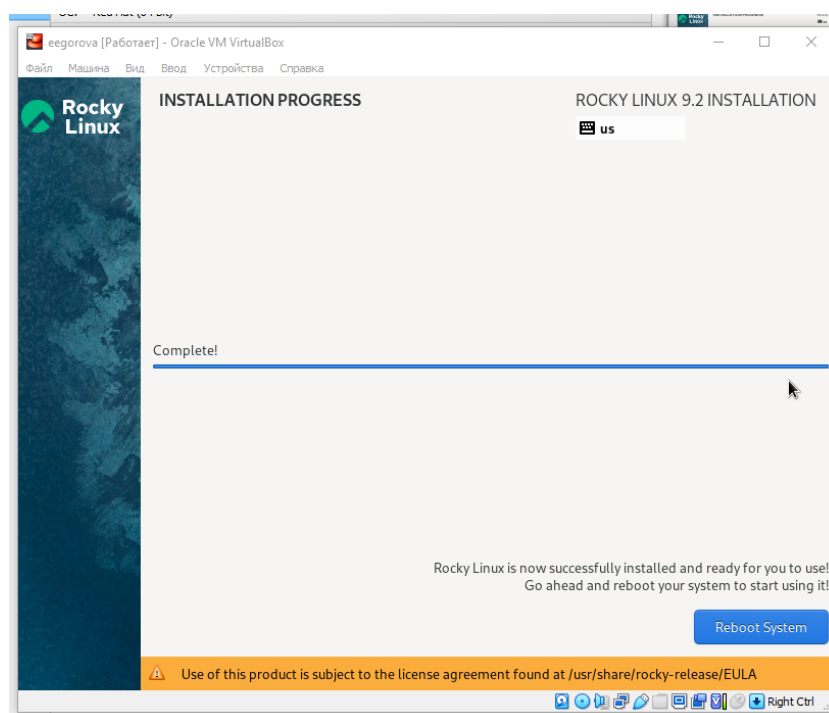 eegorova [Работает] - Oracle VM VirtualBox
Файл Машина Вид Ввод Устройства Справка
Rocky
Linux
INSTALLATION PROGRESS
ROCKY LINUX 9.2 INSTALLATION
us
Complete!
Rocky Linux is now successfully installed and ready for you to use!
Go ahead and reboot your system to start using it!
Reboot System
Use of this product is subject to the license agreement found at /usr/share/rocky-release/EULA
Right Ctrl